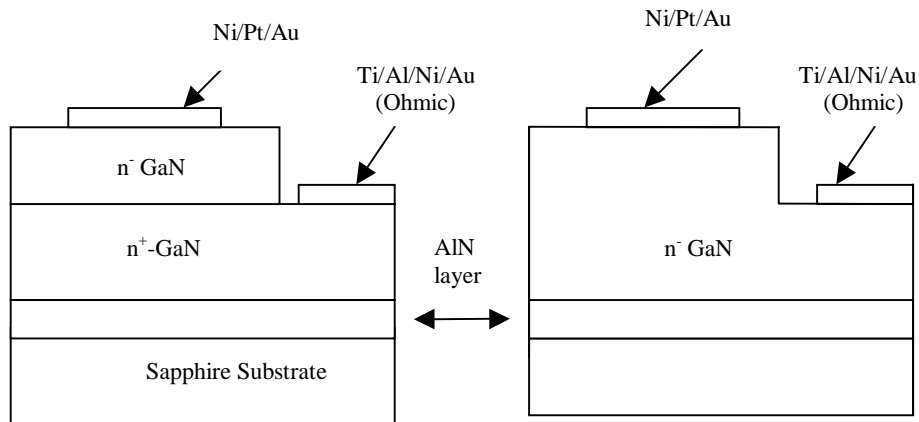 Ni/Pt/Au
Ti/Al/Ni/Au
(Ohmic)
n⁻ GaN
n⁺-GaN
Sapphire Substrate
AlN
layer
Ni/Pt/Au
Ti/Al/Ni/Au
(Ohmic)
n⁻ GaN